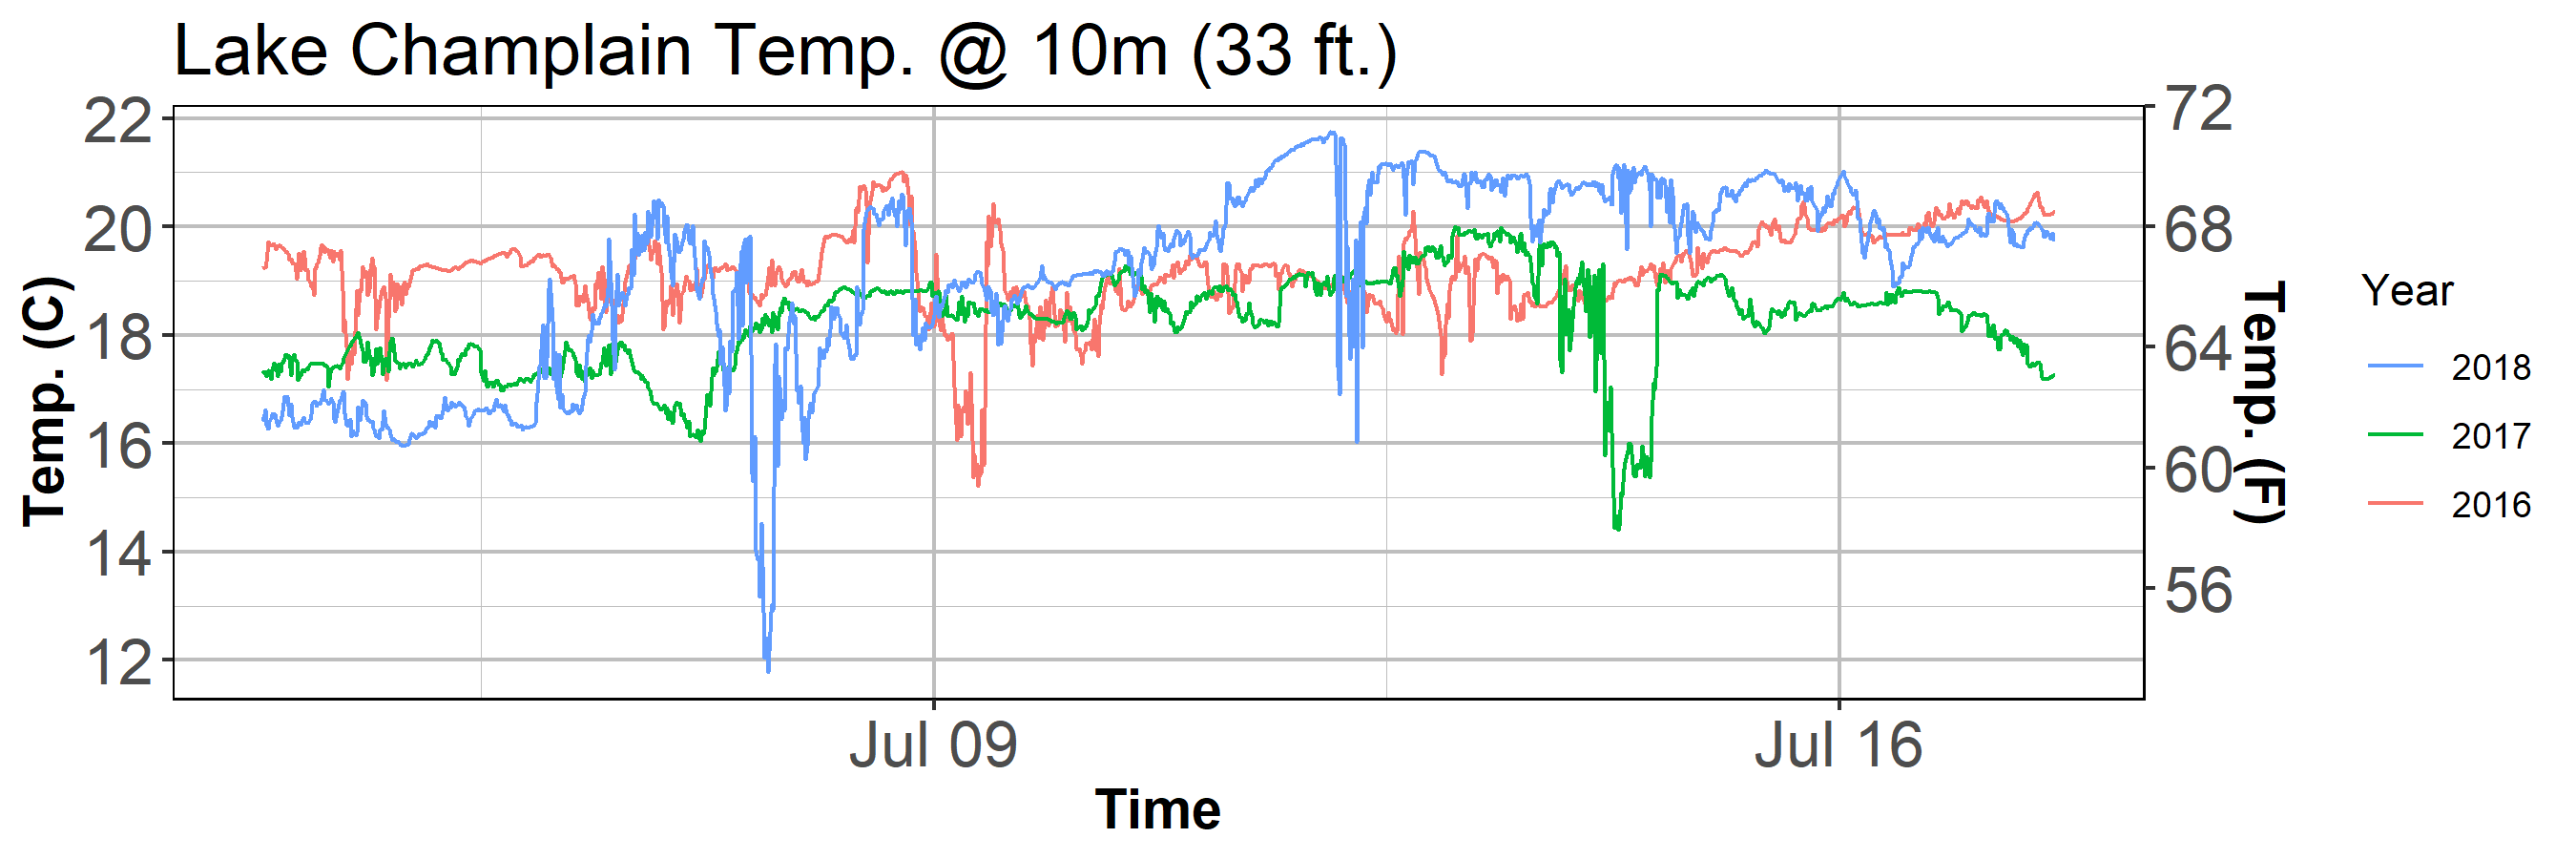 Lake Champlain Temp. @ 10m (33 ft.)
22
20
18
16
14
12
Temp. (C)
72
68
64
60
56
Temp. (F)
Jul 09
Jul 16
Time
Year
2018
2017
2016